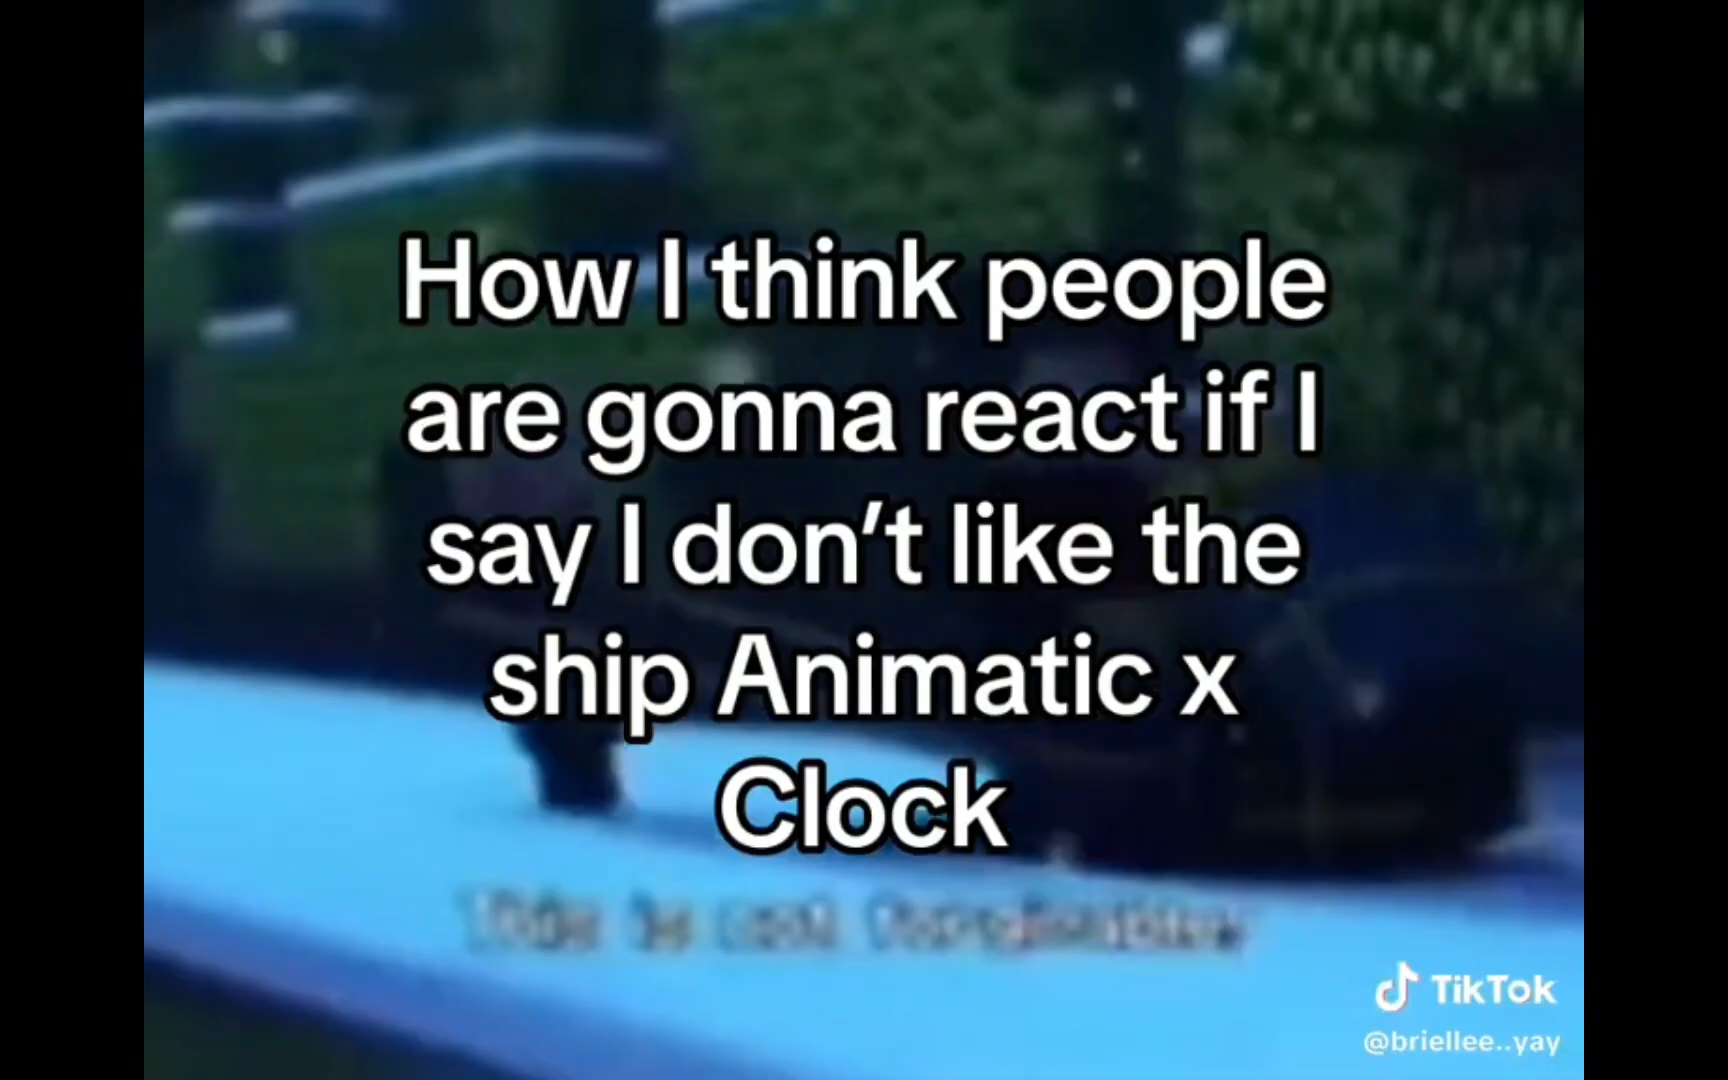 How I think people
are gonna react if I
say I don’t like the
ship Animatic x
Clock
TikTok
@briellee..yay